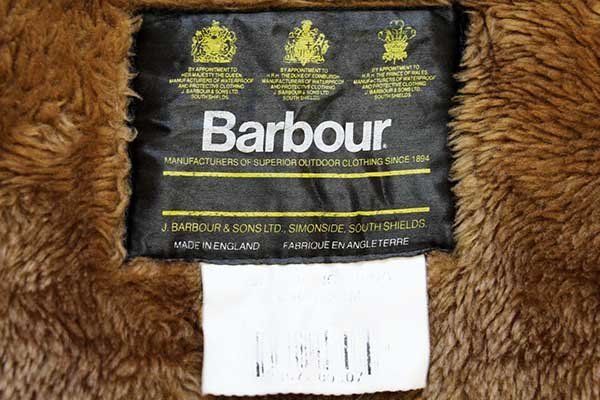 BY APPOINTMENT TO
HER MAJESTY THE QUEEN
MANUFACTURERS OF WATERPROOF
AND PROTECTIVE CLOTHING
J. BARBOUR & SONS LTD.
SOUTH SHIELDS.
BY APPOINTMENT TO
H.R.H. THE DUKE OF EDINBURGH
MANUFACTURERS OF WATERPROOF
AND PROTECTIVE CLOTHING
J. BARBOUR & SONS LTD.
SOUTH SHIELDS
BY APPOINTMENT TO
H.R.H. THE PRINCE OF WALES,
MANUFACTURERS OF WATERPROOF
AND PROTECTIVE CLOTHING
J. BARBOUR & SONS LTD
SOUTH SHIELDS.
Barbour
MANUFACTURERS OF SUPERIOR OUTDOOR CLOTHING SINCE 1894
J. BARBOUR & SONS LTD., SIMONSIDE, SOUTH SHIELDS.
MADE IN ENGLAND FABRIQUE EN ANGLETERRE